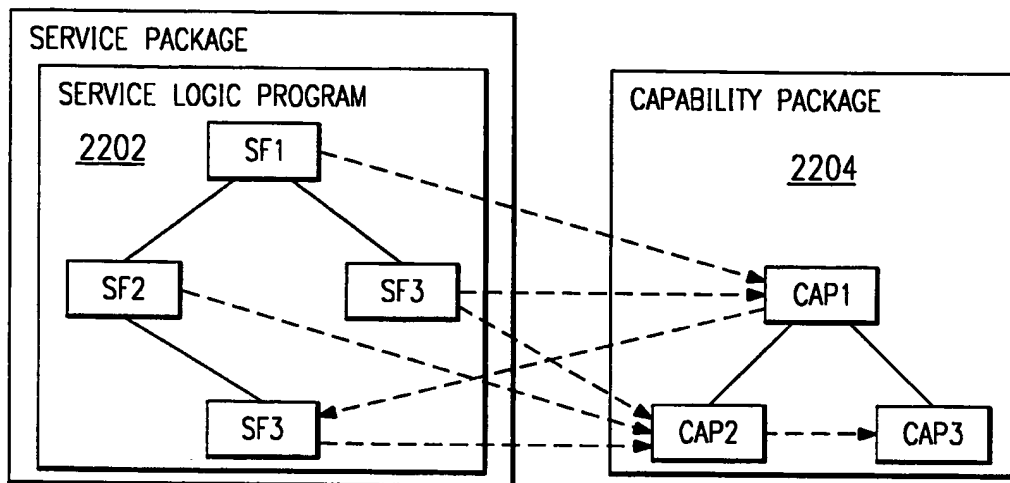 SERVICE PACKAGE
SERVICE LOGIC PROGRAM
2202
SF1
SF2
SF3
SF3
CAPABILITY PACKAGE
2204
CAP1
CAP2
CAP3